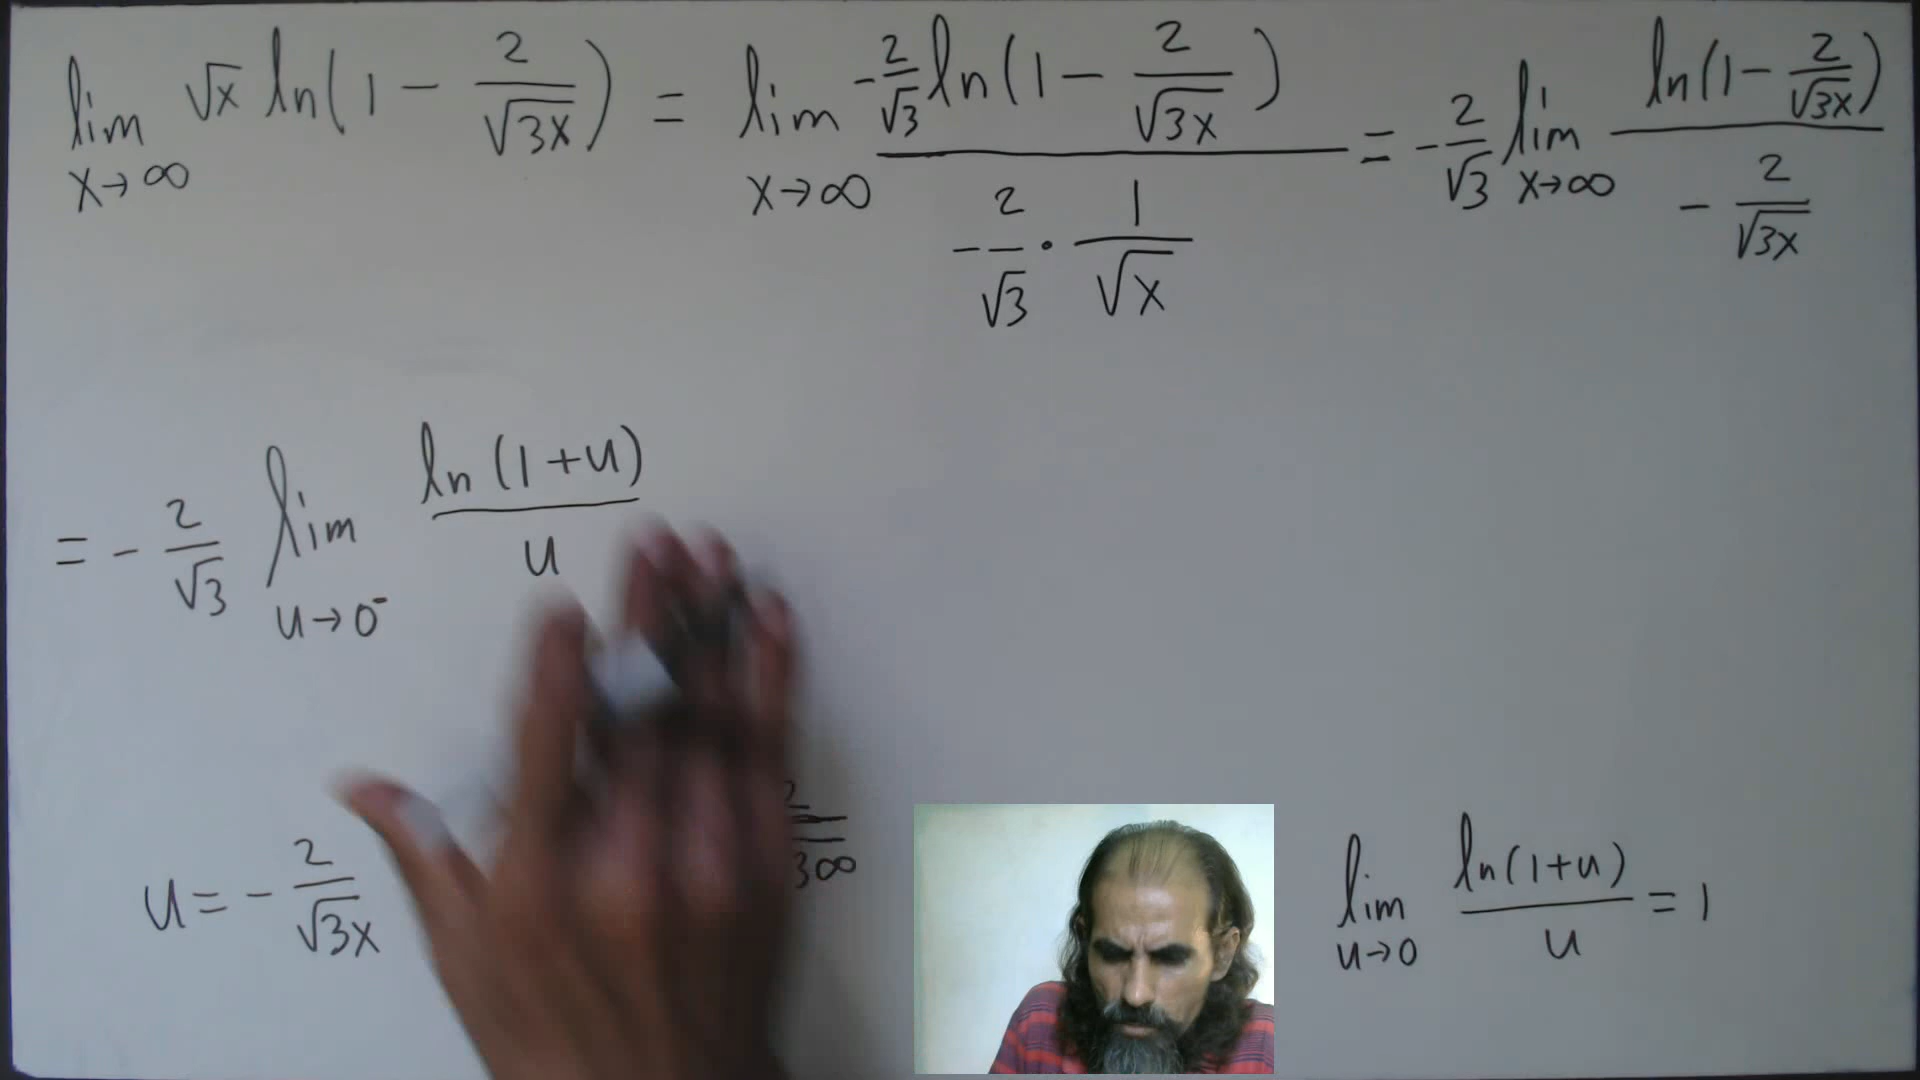 lim x→∞ √x ln(1 - 2/√3x) = lim x→∞ (-2/√3 ln(1 - 2/√3x)) / (-2/√3 · 1/√x) = -2/√3 lim x→∞ ln(1 - 2/√3x) / (-2/√3x)
= -2/√3 lim u→0⁻ ln(1+u)/u
u = -2/√3x
lim u→0 ln(1+u)/u = 1